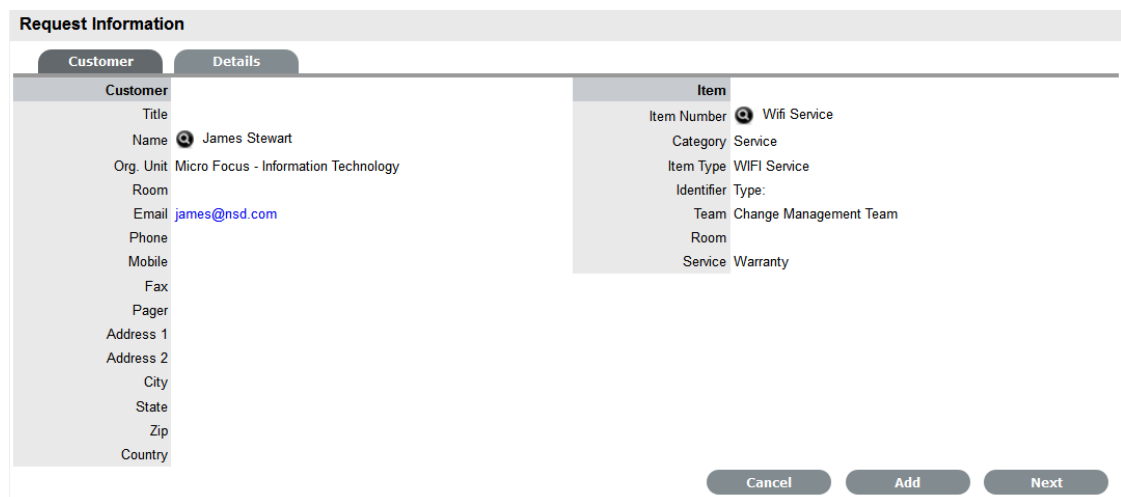 Request Information
Customer Details
Customer
Title
Name James Stewart
Org. Unit Micro Focus - Information Technology
Room
Email james@nsd.com
Phone
Mobile
Fax
Pager
Address 1
Address 2
City
State
Zip
Country
Item
Item Number Wifi Service
Category Service
Item Type WIFI Service
Identifier Type:
Team Change Management Team
Room
Service Warranty
Cancel Add Next